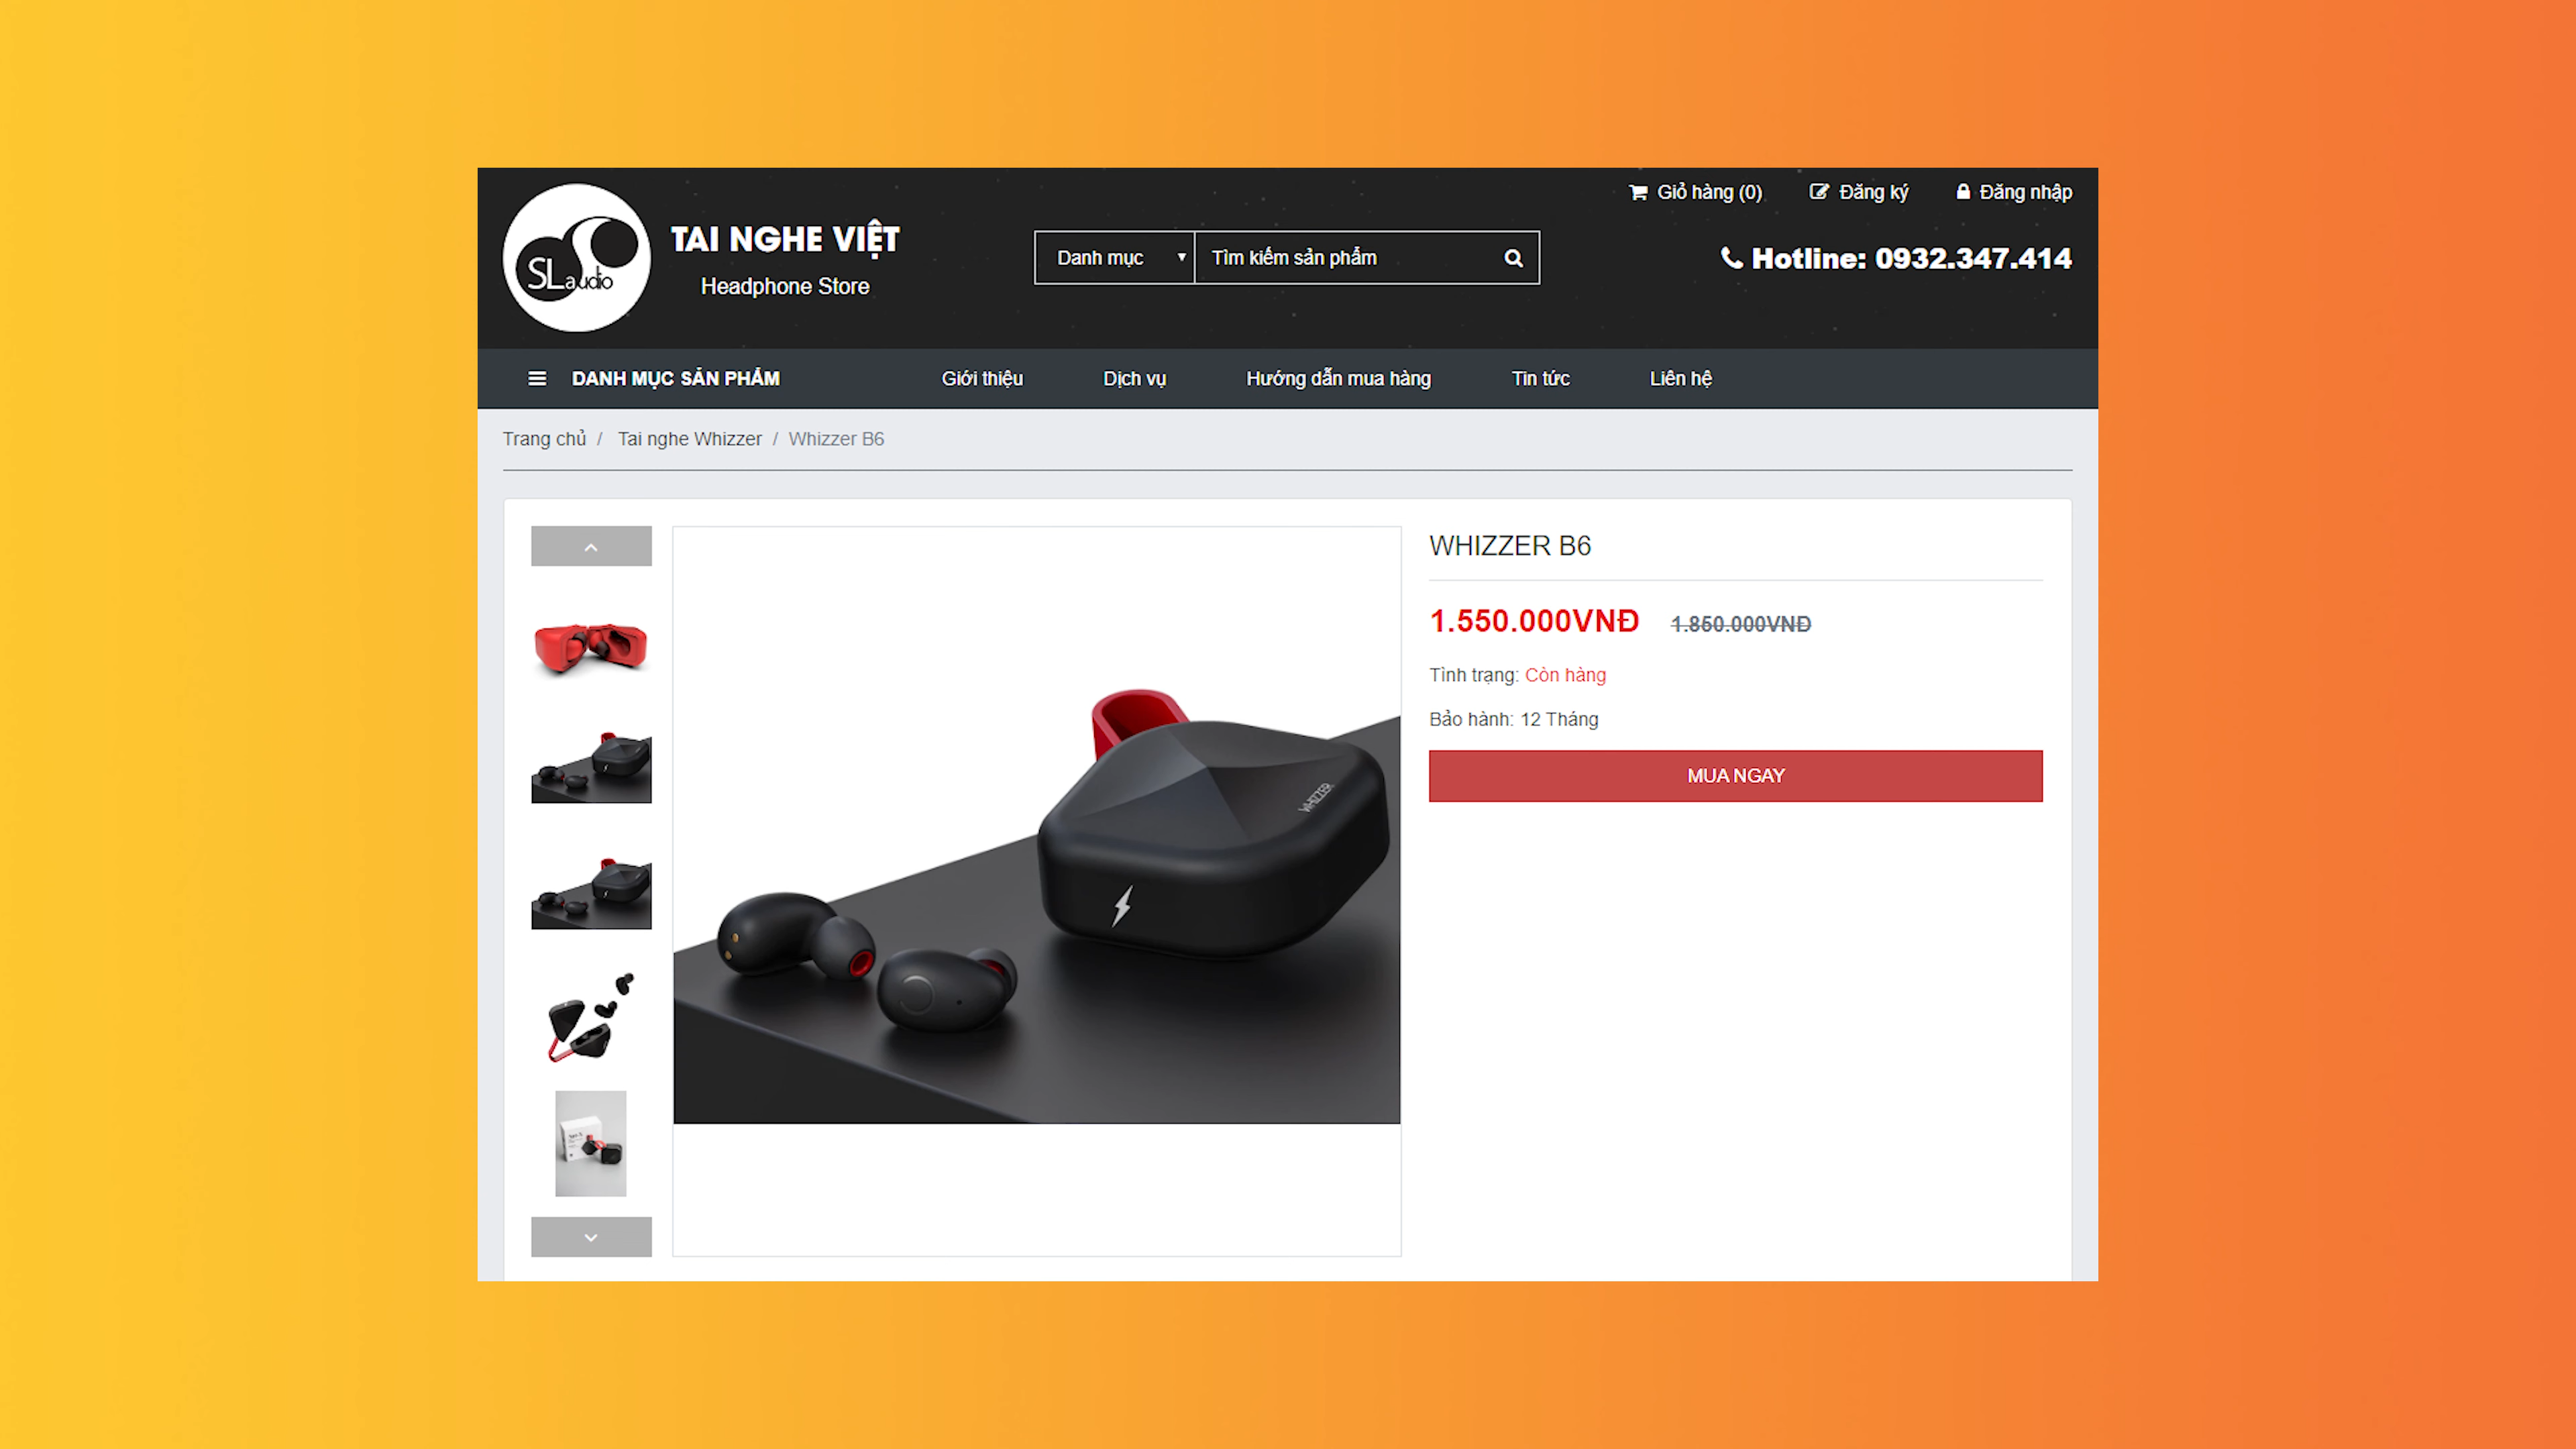 Giỏ hàng (0) Đăng ký Đăng nhập
SLaudio
TAI NGHE VIỆT
Headphone Store
Danh mục Tìm kiếm sản phẩm
Hotline: 0932.347.414
DANH MỤC SẢN PHẨM Giới thiệu Dịch vụ Hướng dẫn mua hàng Tin tức Liên hệ
Trang chủ / Tai nghe Whizzer / Whizzer B6
WHIZZER B6
1.550.000VNĐ 1.850.000VNĐ
Tình trạng: Còn hàng
Bảo hành: 12 Tháng
MUA NGAY
WHIZZER